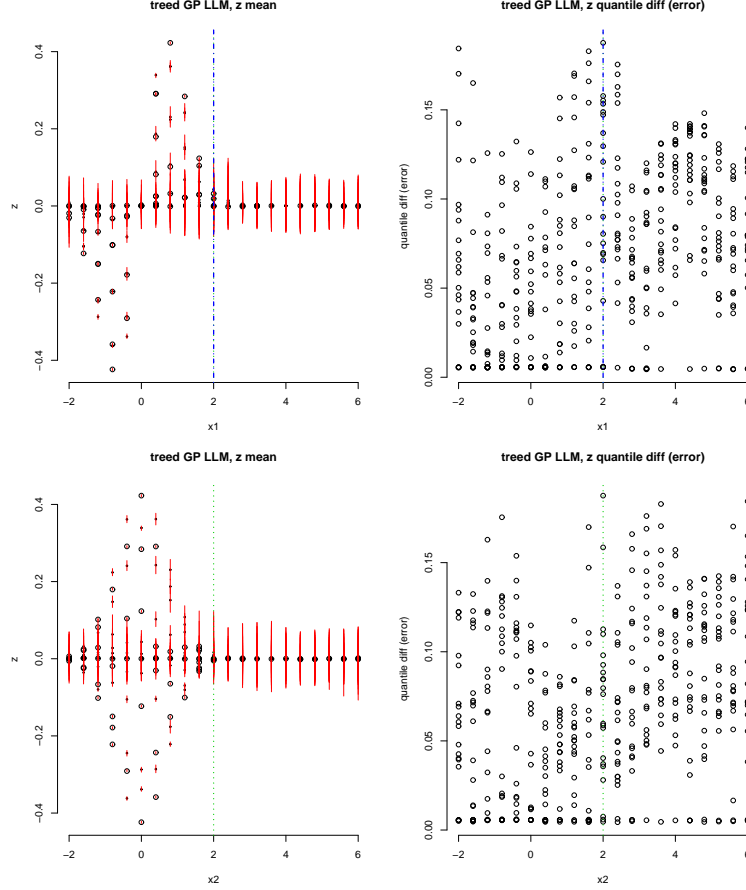 treed GP LLM, z mean
z
0.4
0.2
0.0
−0.2
−0.4
−2 0 2 4 6
x1
treed GP LLM, z quantile diff (error)
quantile diff (error)
0.15
0.10
0.05
0.00
−2 0 2 4 6
x1
treed GP LLM, z mean
z
0.4
0.2
0.0
−0.2
−0.4
−2 0 2 4 6
x2
treed GP LLM, z quantile diff (error)
quantile diff (error)
0.15
0.10
0.05
0.00
−2 0 2 4 6
x2